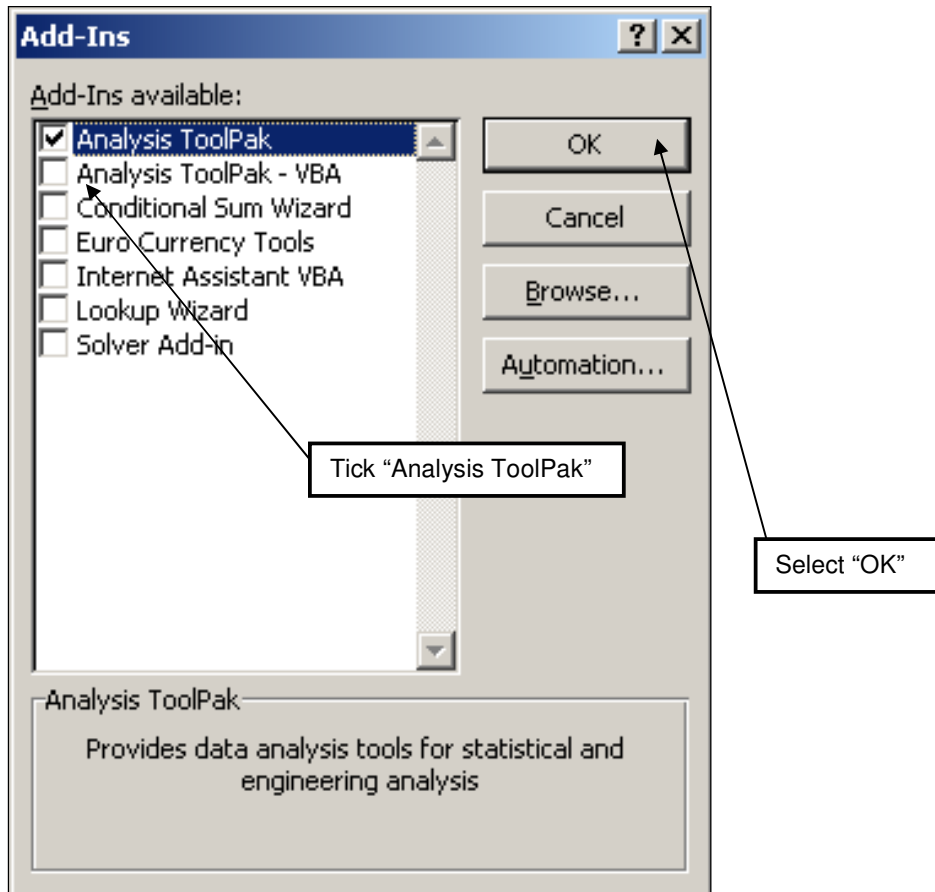 Add-Ins
Add-Ins available:
Analysis ToolPak
Analysis ToolPak - VBA
Conditional Sum Wizard
Euro Currency Tools
Internet Assistant VBA
Lookup Wizard
Solver Add-in
OK
Cancel
Browse...
Automation...
Tick “Analysis ToolPak”
Select “OK”
Analysis ToolPak
Provides data analysis tools for statistical and
engineering analysis